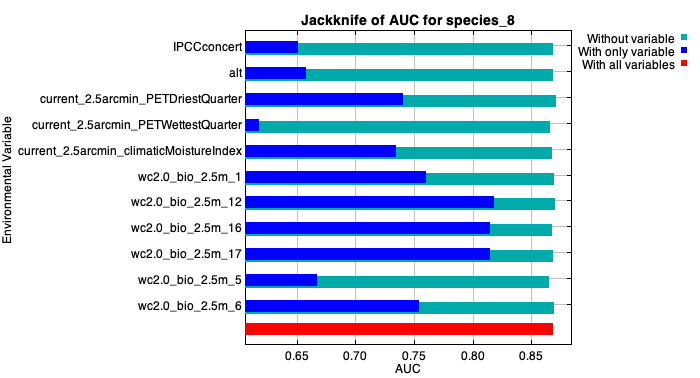 Jackknife of AUC for species_8
Without variable
With only variable
With all variables
Environmental Variable
IPCCconcert
alt
current_2.5arcmin_PETDriestQuarter
current_2.5arcmin_PETWettestQuarter
current_2.5arcmin_climaticMoistureIndex
wc2.0_bio_2.5m_1
wc2.0_bio_2.5m_12
wc2.0_bio_2.5m_16
wc2.0_bio_2.5m_17
wc2.0_bio_2.5m_5
wc2.0_bio_2.5m_6
0.65 0.70 0.75 0.80 0.85
AUC